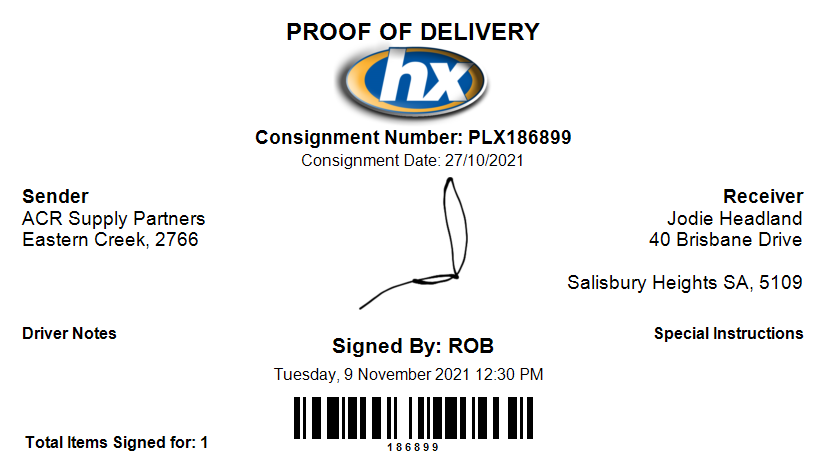 PROOF OF DELIVERY
hx
Consignment Number: PLX186899
Consignment Date: 27/10/2021
Sender
ACR Supply Partners
Eastern Creek, 2766
Receiver
Jodie Headland
40 Brisbane Drive
Salisbury Heights SA, 5109
Driver Notes
Special Instructions
Signed By: ROB
Tuesday, 9 November 2021 12:30 PM
186899
Total Items Signed for: 1